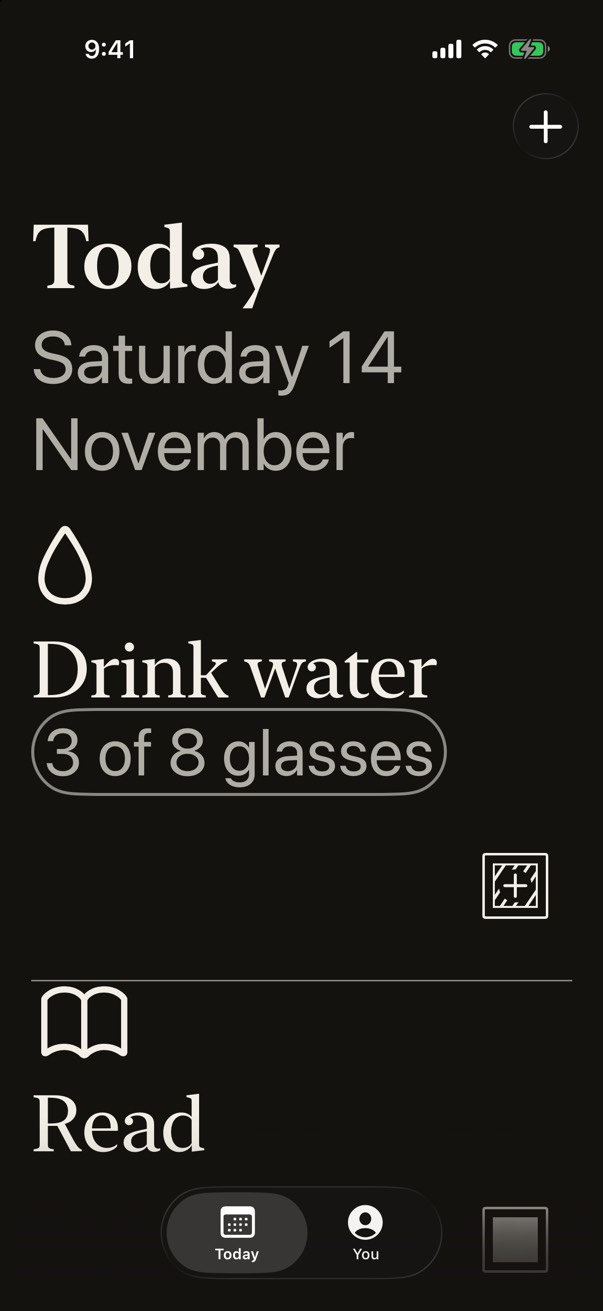 9:41
Today
Saturday 14
November
Drink water
3 of 8 glasses
Read
Today
You